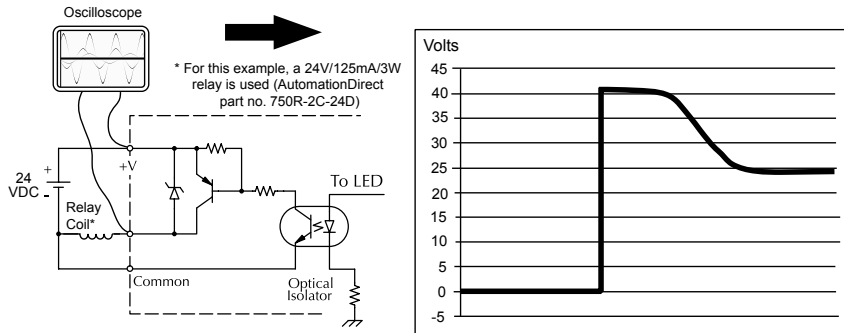 Oscilloscope
* For this example, a 24V/125mA/3W
relay is used (AutomationDirect
part no. 750R-2C-24D)
+
24
VDC
-
+V
Relay
Coil*
Common
To LED
Optical
Isolator
Volts
45
40
35
30
25
20
15
10
5
0
-5